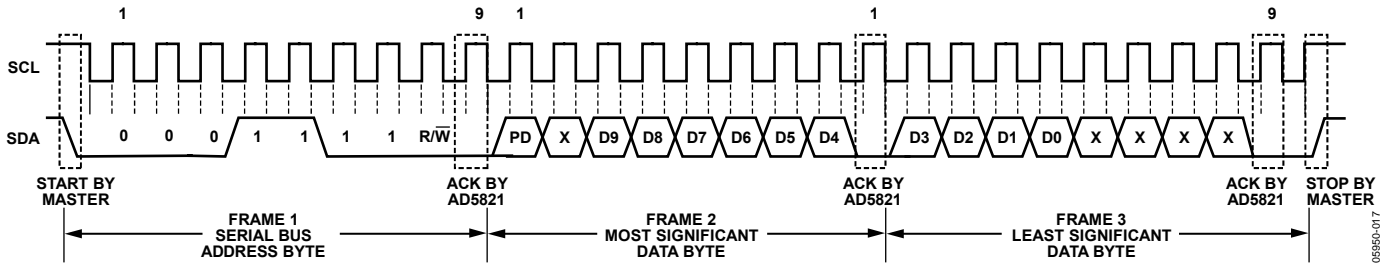 1 9 1 1 9
SCL
SDA
0 0 0 1 1 1 1 R/W̅ PD X D9 D8 D7 D6 D5 D4 D3 D2 D1 D0 X X X X
START BY
MASTER
ACK BY
AD5821
ACK BY
AD5821
ACK BY
AD5821
STOP BY
MASTER
FRAME 1
SERIAL BUS
ADDRESS BYTE
FRAME 2
MOST SIGNIFICANT
DATA BYTE
FRAME 3
LEAST SIGNIFICANT
DATA BYTE
05950-017